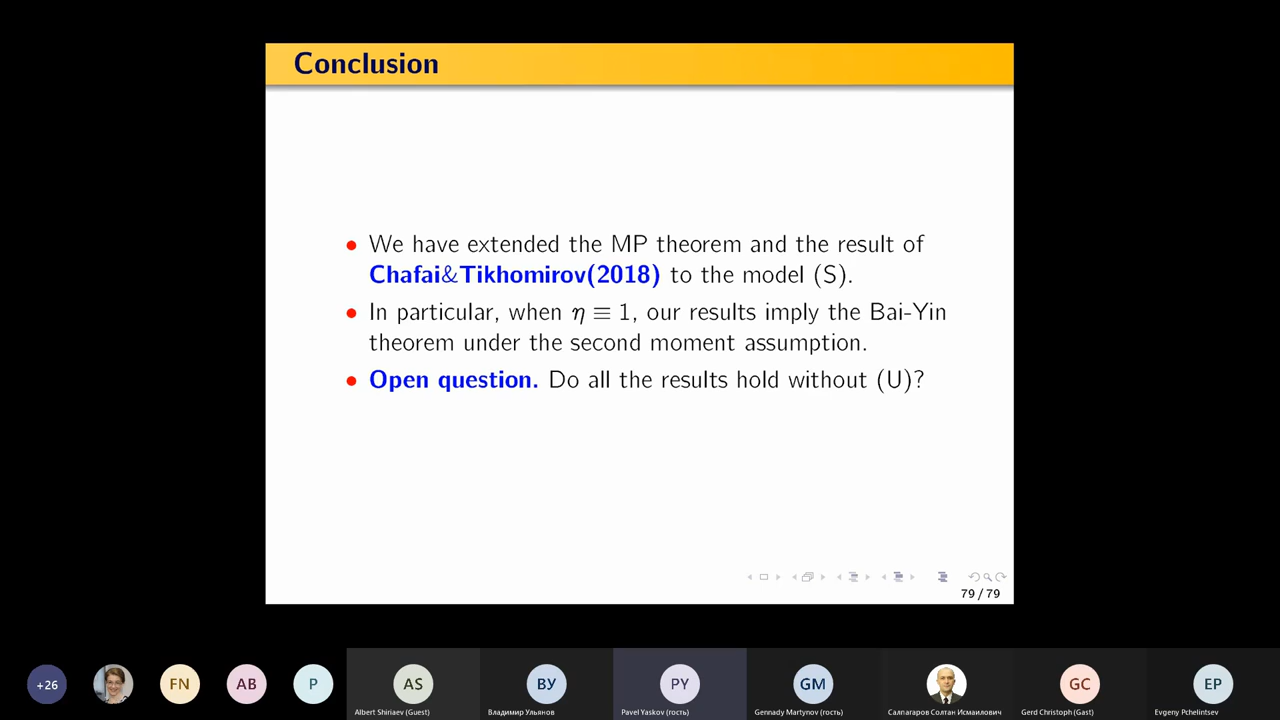 Conclusion
• We have extended the MP theorem and the result of
Chafai&Tikhomirov(2018) to the model (S).
• In particular, when η ≡ 1, our results imply the Bai-Yin
theorem under the second moment assumption.
• Open question. Do all the results hold without (U)?
79 / 79
+26
FN
AB
P
AS
ВУ
PY
GM
GC
EP
Albert Shiriaev (Guest)
Владимир Ульянов
Pavel Yaskov (гость)
Gennady Martynov (гость)
Салпагаров Солтан Исмаилович
Gerd Christoph (Gast)
Evgeny Pchelintsev